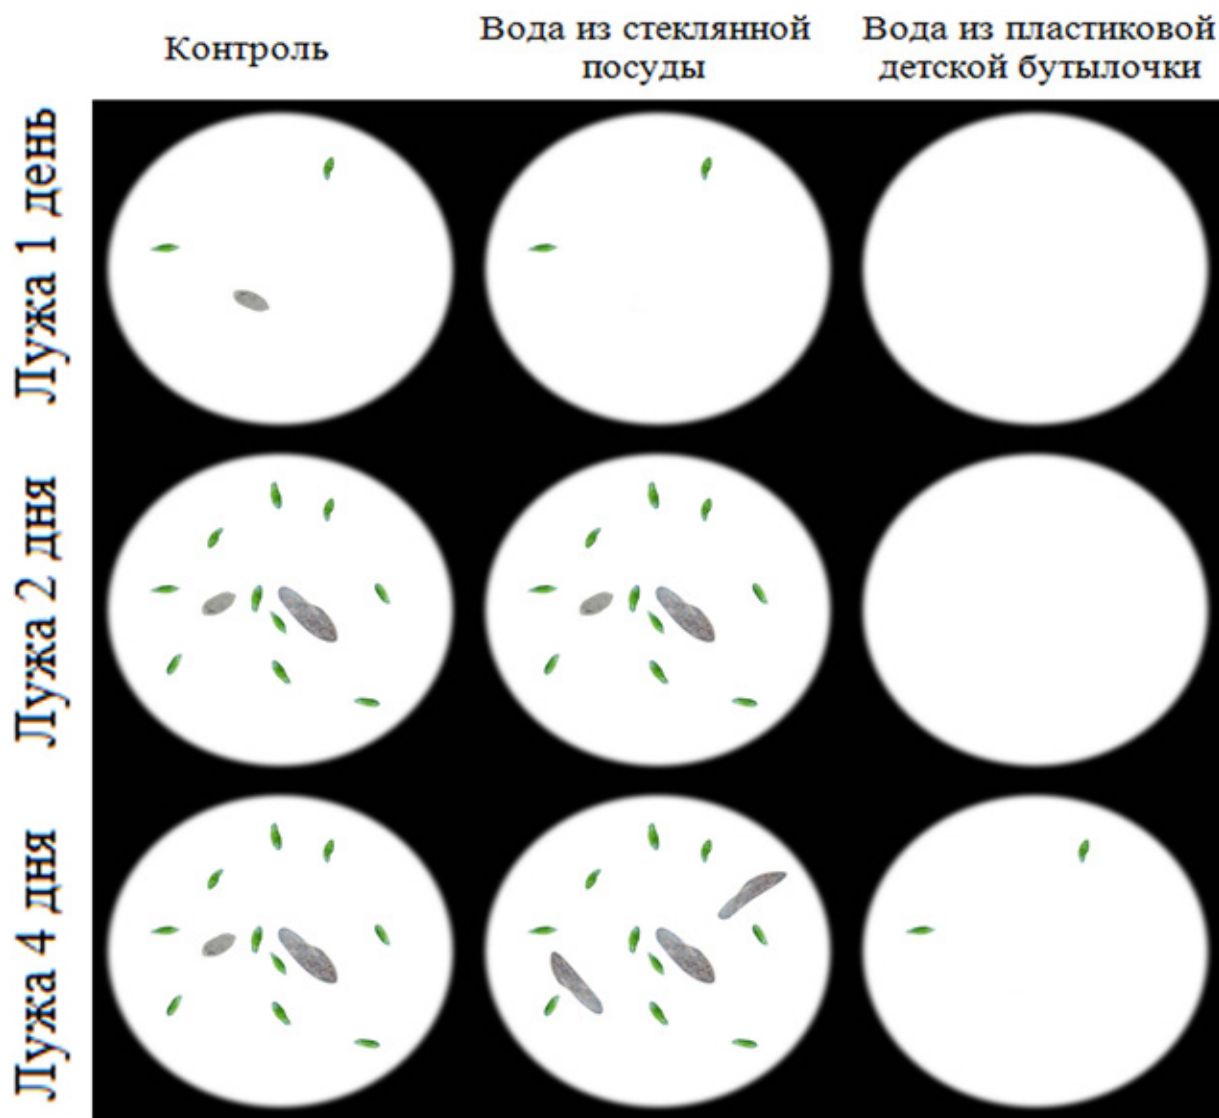 Контроль
Вода из стеклянной
посуды
Вода из пластиковой
детской бутылочки
Лужа 1 день
Лужа 2 дня
Лужа 4 дня